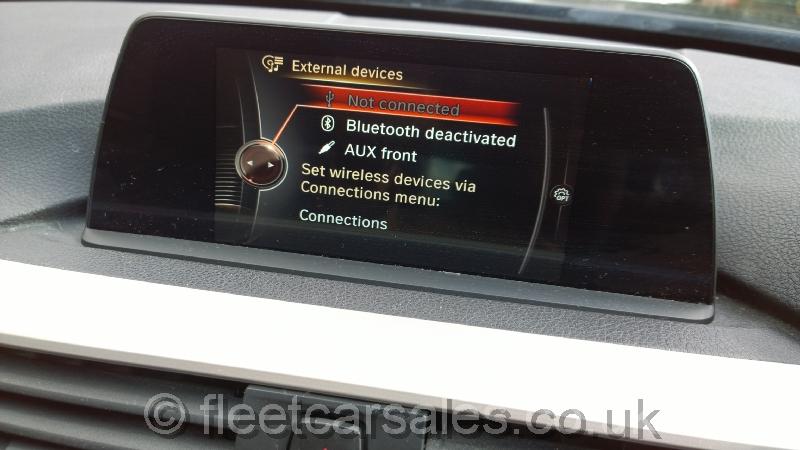 External devices
Not connected
Bluetooth deactivated
AUX front
Set wireless devices via
Connections menu:
Connections
OPT
© fleetcarsales.co.uk